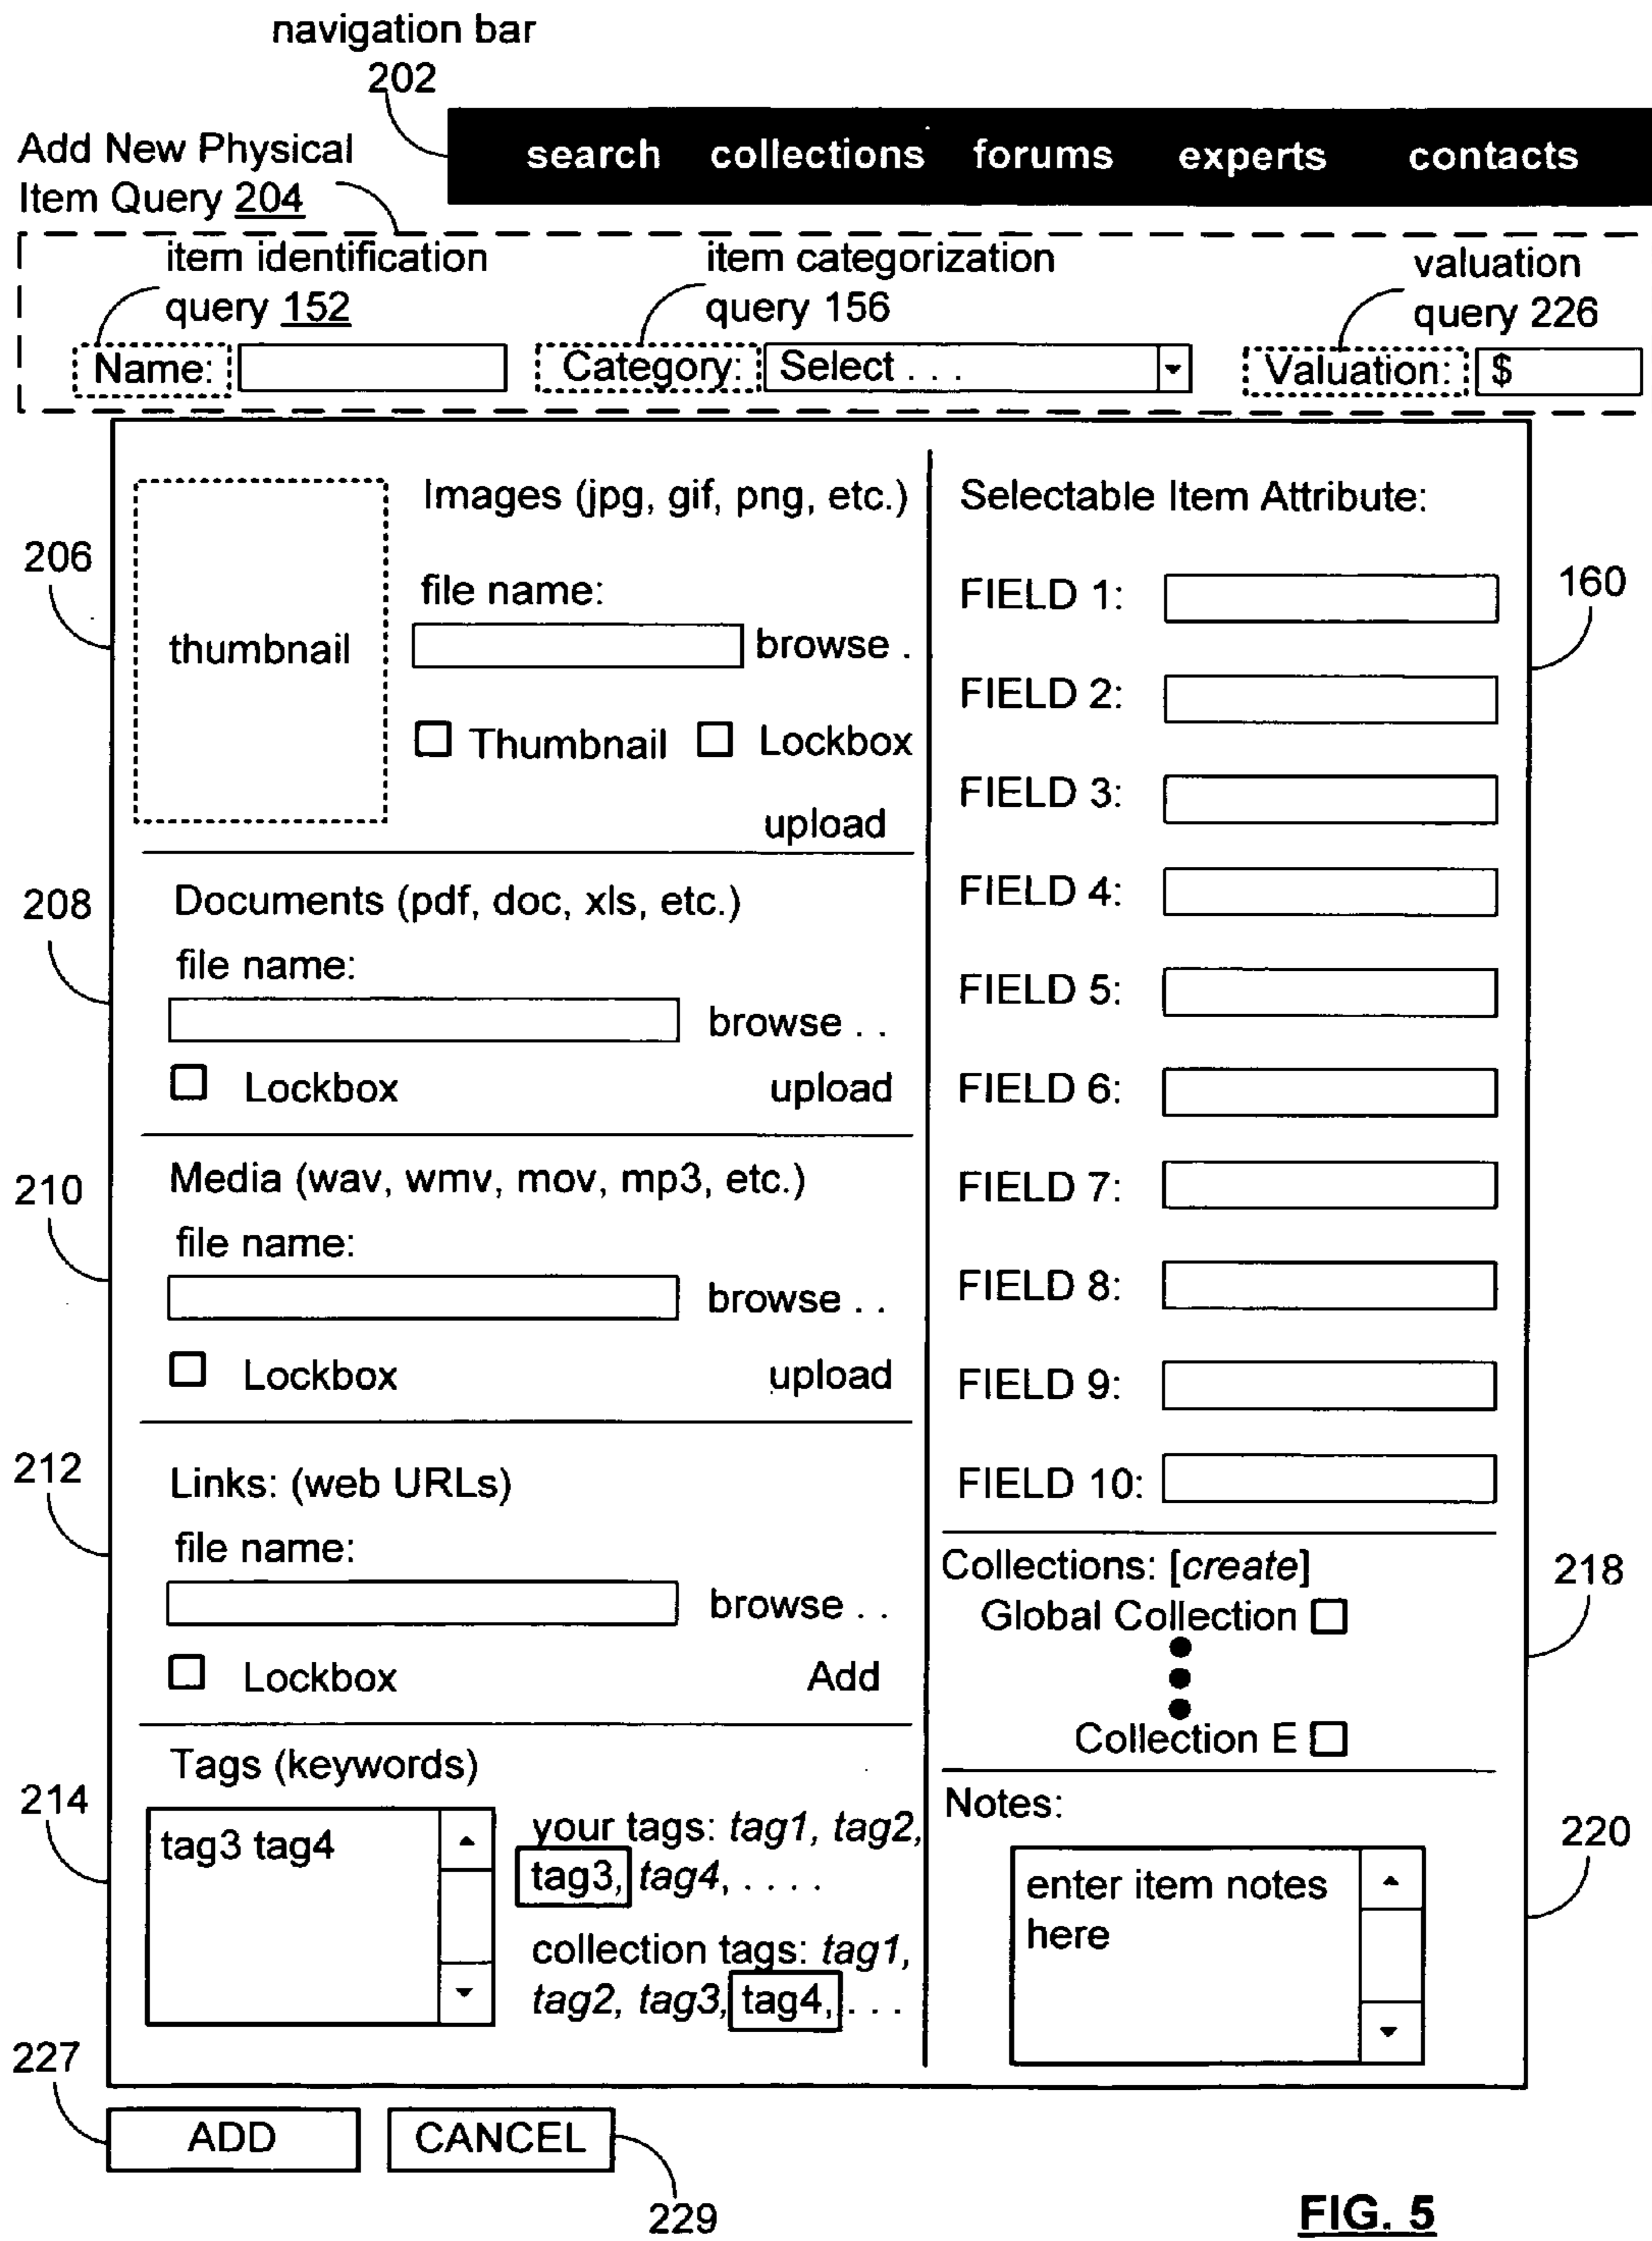 navigation bar
202
search collections forums experts contacts
Add New Physical
Item Query 204
item identification
query 152
item categorization
query 156
valuation
query 226
Name:
Category: Select . . .
Valuation: $
206
thumbnail
Images (jpg, gif, png, etc.)
file name:
browse .
Thumbnail Lockbox
upload
208
Documents (pdf, doc, xls, etc.)
file name:
browse . .
Lockbox upload
210
Media (wav, wmv, mov, mp3, etc.)
file name:
browse . .
Lockbox upload
212
Links: (web URLs)
file name:
browse . .
Lockbox Add
214
Tags (keywords)
tag3 tag4
your tags: tag1, tag2,
tag3, tag4, . . . .
collection tags: tag1,
tag2, tag3, tag4, . . .
Selectable Item Attribute:
160
FIELD 1:
FIELD 2:
FIELD 3:
FIELD 4:
FIELD 5:
FIELD 6:
FIELD 7:
FIELD 8:
FIELD 9:
FIELD 10:
218
Collections: [create]
Global Collection
Collection E
220
Notes:
enter item notes
here
227
ADD CANCEL
229
FIG. 5